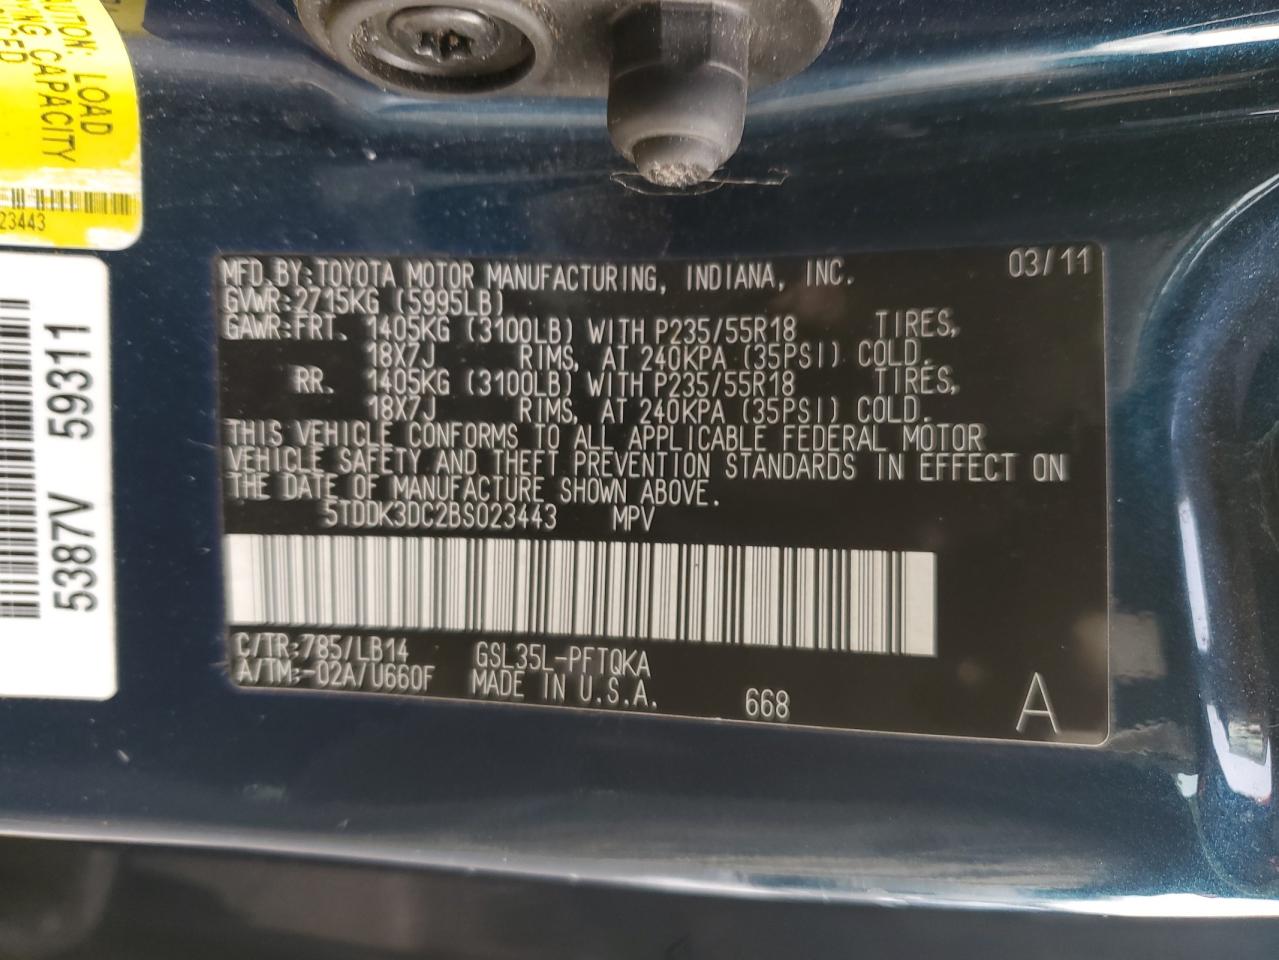 LOAD
CAPACITY
23443
5387V 59311
MFD.BY:TOYOTA MOTOR MANUFACTURING, INDIANA, INC. 03/11
GVWR:2715KG (5995LB)
GAWR:FRT. 1405KG (3100LB) WITH P235/55R18 TIRES,
18X7J RIMS, AT 240KPA (35PSI) COLD.
RR. 1405KG (3100LB) WITH P235/55R18 TIRES,
18X7J RIMS, AT 240KPA (35PSI) COLD.
THIS VEHICLE CONFORMS TO ALL APPLICABLE FEDERAL MOTOR
VEHICLE SAFETY AND THEFT PREVENTION STANDARDS IN EFFECT ON
THE DATE OF MANUFACTURE SHOWN ABOVE.
5TDDK3DC2BS023443 MPV
C/TR:785/LB14 GSL35L-PFTQKA
A/TM:-02A/U660F MADE IN U.S.A.
668
A